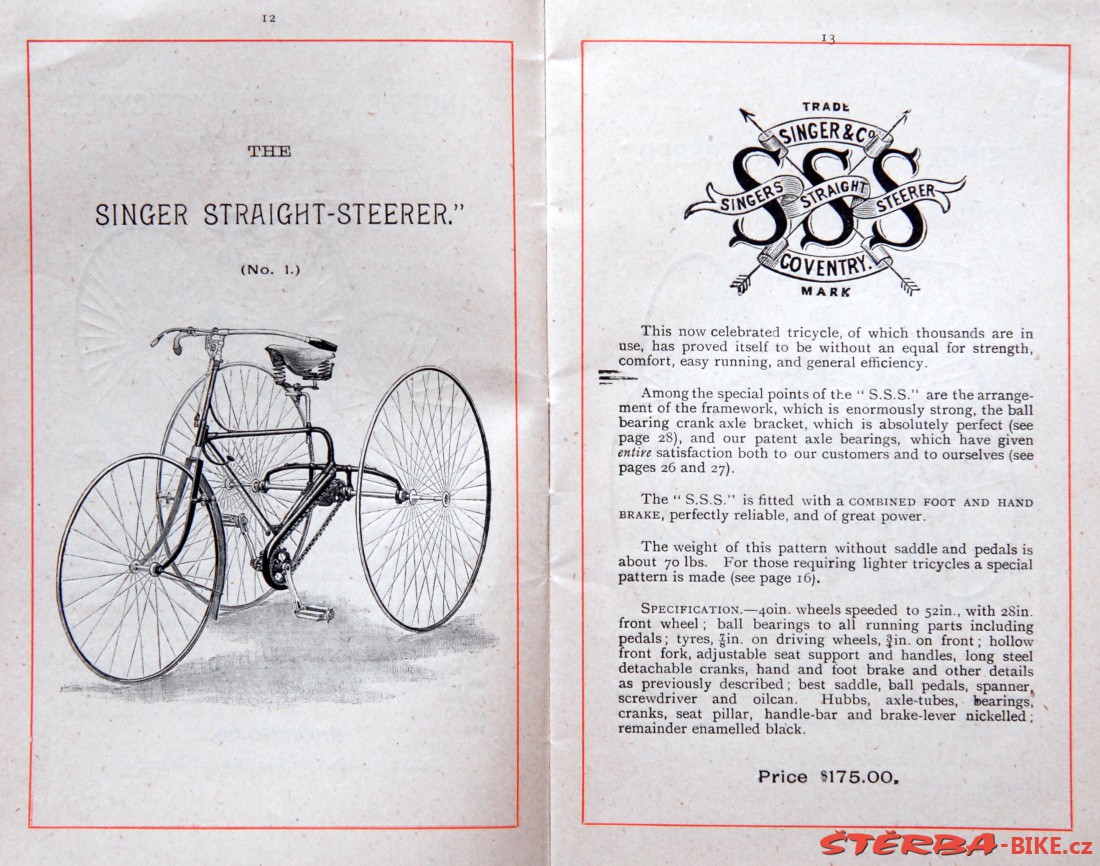 12
THE
SINGER STRAIGHT-STEERER."
(No. 1.)
13
TRADE
SINGER & Co
SINGERS STRAIGHT STEERER
SSS
COVENTRY.
MARK
This now celebrated tricycle, of which thousands are in
use, has proved itself to be without an equal for strength,
comfort, easy running, and general efficiency.
Among the special points of the "S.S.S." are the arrange-
ment of the framework, which is enormously strong, the ball
bearing crank axle bracket, which is absolutely perfect (see
page 28), and our patent axle bearings, which have given
entire satisfaction both to our customers and to ourselves (see
pages 26 and 27).
The "S.S.S." is fitted with a COMBINED FOOT AND HAND
BRAKE, perfectly reliable, and of great power.
The weight of this pattern without saddle and pedals is
about 70 lbs. For those requiring lighter tricycles a special
pattern is made (see page 16).
SPECIFICATION.—40in. wheels speeded to 52in., with 28in.
front wheel; ball bearings to all running parts including
pedals; tyres, ⅞in. on driving wheels, ¾in. on front; hollow
front fork, adjustable seat support and handles, long steel
detachable cranks, hand and foot brake and other details
as previously described; best saddle, ball pedals, spanner,
screwdriver and oilcan. Hubbs, axle-tubes, bearings,
cranks, seat pillar, handle-bar and brake-lever nickelled;
remainder enamelled black.
Price $175.00.
ŠTĚRBA-BIKE.cz